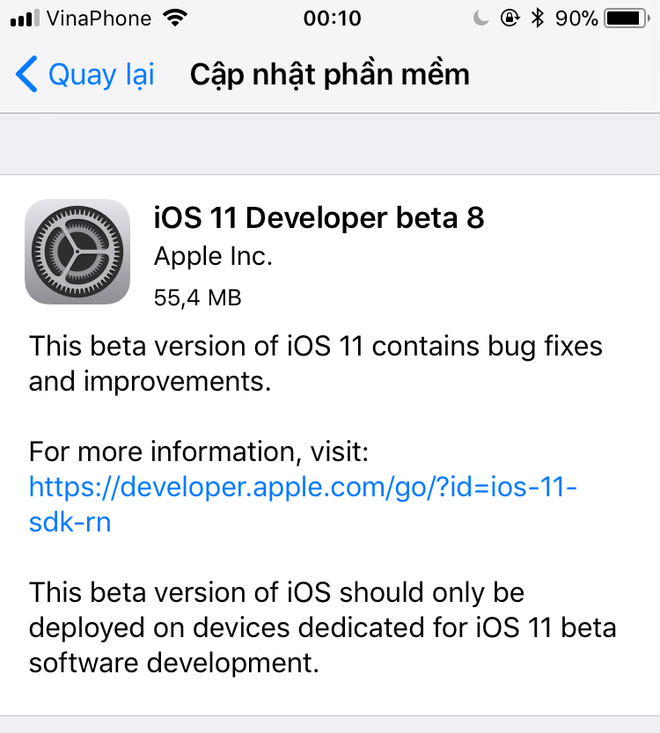 VinaPhone 00:10 90%
Quay lại Cập nhật phần mềm
iOS 11 Developer beta 8
Apple Inc.
55,4 MB
This beta version of iOS 11 contains bug fixes
and improvements.
For more information, visit:
https://developer.apple.com/go/?id=ios-11-
sdk-rn
This beta version of iOS should only be
deployed on devices dedicated for iOS 11 beta
software development.